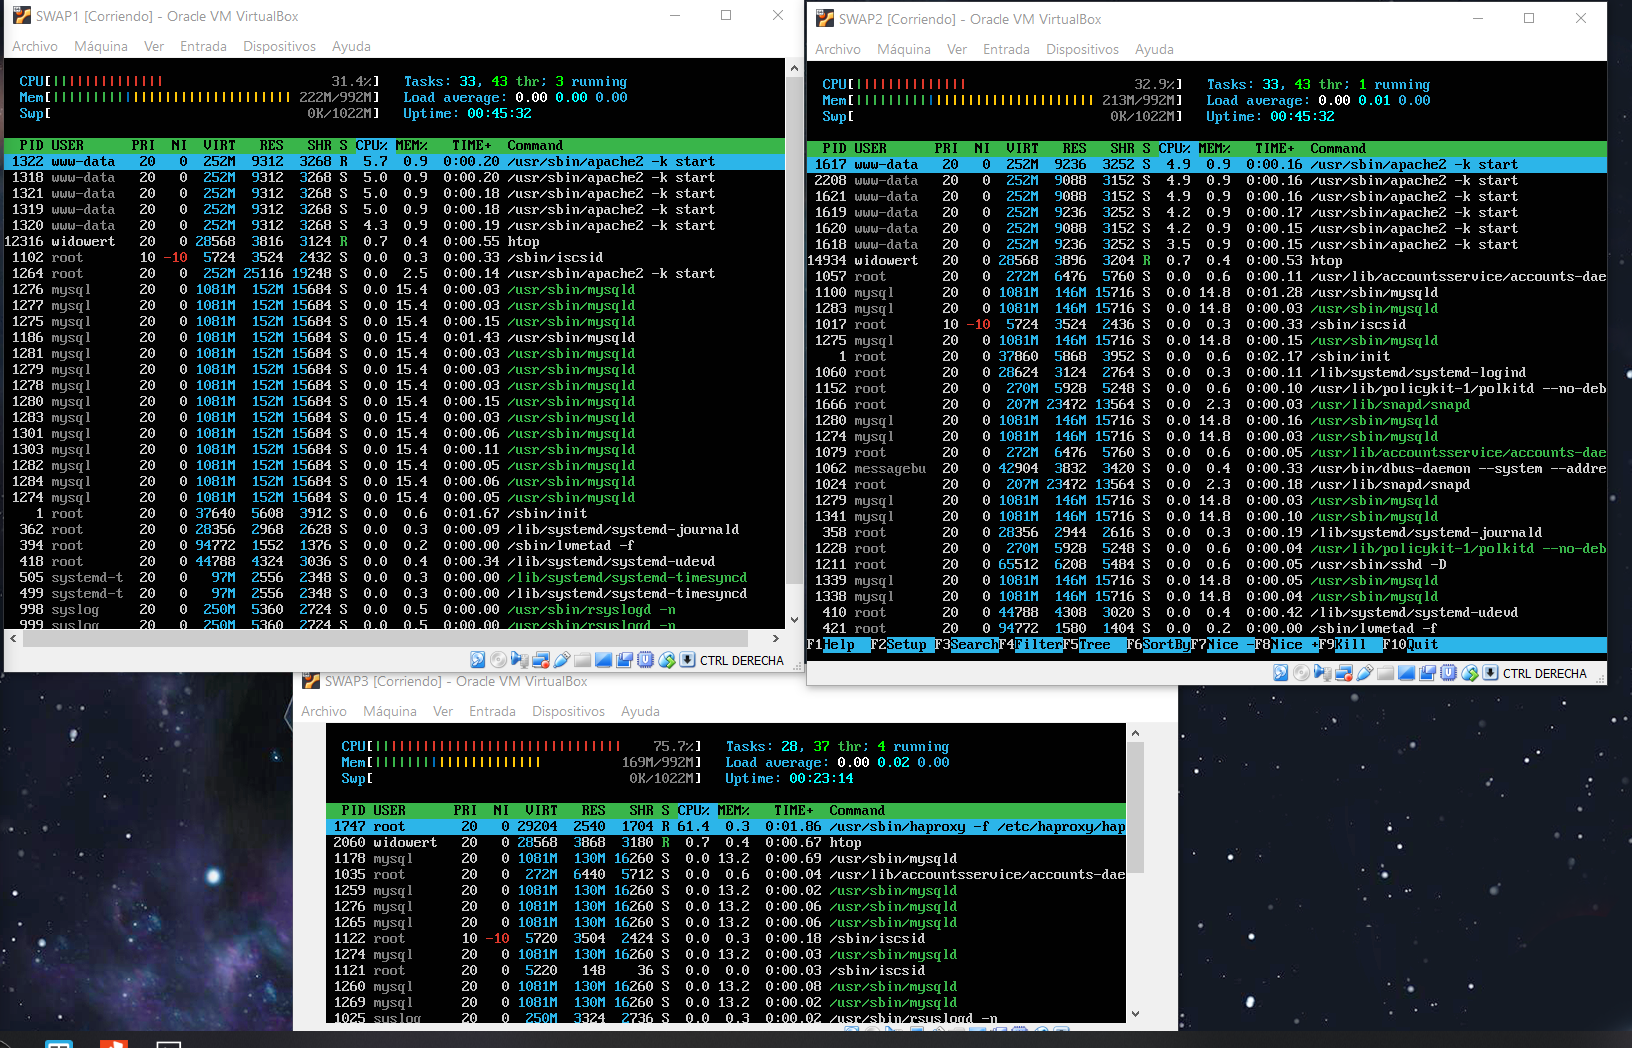 SWAP1 [Corriendo] - Oracle VM VirtualBox
Archivo Máquina Ver Entrada Dispositivos Ayuda
CPU[ 31.4%] Tasks: 33, 43 thr; 3 running
Mem[ 222M/992M] Load average: 0.00 0.00 0.00
Swp[ 0K/1022M] Uptime: 00:45:32
PID USER PRI NI VIRT RES SHR S CPU% MEM% TIME+ Command
1322 www-data 20 0 252M 9312 3268 R 5.7 0.9 0:00.20 /usr/sbin/apache2 -k start
1318 www-data 20 0 252M 9312 3268 S 5.0 0.9 0:00.20 /usr/sbin/apache2 -k start
1321 www-data 20 0 252M 9312 3268 S 5.0 0.9 0:00.18 /usr/sbin/apache2 -k start
1319 www-data 20 0 252M 9312 3268 S 5.0 0.9 0:00.18 /usr/sbin/apache2 -k start
1320 www-data 20 0 252M 9312 3268 S 4.3 0.9 0:00.19 /usr/sbin/apache2 -k start
12316 widowert 20 0 28568 3816 3124 R 0.7 0.4 0:00.55 htop
1102 root 10 -10 5724 3524 2432 S 0.0 0.3 0:00.33 /sbin/iscsid
1264 root 20 0 252M 25116 19248 S 0.0 2.5 0:00.14 /usr/sbin/apache2 -k start
1276 mysql 20 0 1081M 152M 15684 S 0.0 15.4 0:00.03 /usr/sbin/mysqld
1277 mysql 20 0 1081M 152M 15684 S 0.0 15.4 0:00.03 /usr/sbin/mysqld
1275 mysql 20 0 1081M 152M 15684 S 0.0 15.4 0:00.15 /usr/sbin/mysqld
1186 mysql 20 0 1081M 152M 15684 S 0.0 15.4 0:01.43 /usr/sbin/mysqld
1281 mysql 20 0 1081M 152M 15684 S 0.0 15.4 0:00.03 /usr/sbin/mysqld
1279 mysql 20 0 1081M 152M 15684 S 0.0 15.4 0:00.03 /usr/sbin/mysqld
1278 mysql 20 0 1081M 152M 15684 S 0.0 15.4 0:00.03 /usr/sbin/mysqld
1280 mysql 20 0 1081M 152M 15684 S 0.0 15.4 0:00.15 /usr/sbin/mysqld
1283 mysql 20 0 1081M 152M 15684 S 0.0 15.4 0:00.03 /usr/sbin/mysqld
1301 mysql 20 0 1081M 152M 15684 S 0.0 15.4 0:00.06 /usr/sbin/mysqld
1303 mysql 20 0 1081M 152M 15684 S 0.0 15.4 0:00.11 /usr/sbin/mysqld
1282 mysql 20 0 1081M 152M 15684 S 0.0 15.4 0:00.05 /usr/sbin/mysqld
1284 mysql 20 0 1081M 152M 15684 S 0.0 15.4 0:00.06 /usr/sbin/mysqld
1274 mysql 20 0 1081M 152M 15684 S 0.0 15.4 0:00.05 /usr/sbin/mysqld
1 root 20 0 37640 5608 3912 S 0.0 0.6 0:01.67 /sbin/init
362 root 20 0 28356 2968 2628 S 0.0 0.3 0:00.09 /lib/systemd/systemd-journald
394 root 20 0 94772 1552 1376 S 0.0 0.2 0:00.00 /sbin/lvmetad -f
418 root 20 0 44788 4324 3036 S 0.0 0.4 0:00.34 /lib/systemd/systemd-udevd
505 systemd-t 20 0 97M 2556 2348 S 0.0 0.3 0:00.00 /lib/systemd/systemd-timesyncd
499 systemd-t 20 0 97M 2556 2348 S 0.0 0.3 0:00.00 /lib/systemd/systemd-timesyncd
998 syslog 20 0 250M 5360 2724 S 0.0 0.5 0:00.00 /usr/sbin/rsyslogd -n
999 syslog 20 0 250M 5360 2724 S 0.0 0.5 0:00.00 /usr/sbin/rsyslogd -n
CTRL DERECHA
SWAP2 [Corriendo] - Oracle VM VirtualBox
Archivo Máquina Ver Entrada Dispositivos Ayuda
CPU[ 32.9%] Tasks: 33, 43 thr; 1 running
Mem[ 213M/992M] Load average: 0.00 0.01 0.00
Swp[ 0K/1022M] Uptime: 00:45:32
PID USER PRI NI VIRT RES SHR S CPU% MEM% TIME+ Command
1617 www-data 20 0 252M 9236 3252 S 4.9 0.9 0:00.16 /usr/sbin/apache2 -k start
2208 www-data 20 0 252M 9088 3152 S 4.9 0.9 0:00.16 /usr/sbin/apache2 -k start
1621 www-data 20 0 252M 9088 3152 S 4.9 0.9 0:00.16 /usr/sbin/apache2 -k start
1619 www-data 20 0 252M 9236 3252 S 4.2 0.9 0:00.17 /usr/sbin/apache2 -k start
1620 www-data 20 0 252M 9088 3152 S 4.2 0.9 0:00.15 /usr/sbin/apache2 -k start
1618 www-data 20 0 252M 9236 3252 S 3.5 0.9 0:00.15 /usr/sbin/apache2 -k start
14934 widowert 20 0 28568 3896 3204 R 0.7 0.4 0:00.53 htop
1057 root 20 0 272M 6476 5760 S 0.0 0.6 0:00.11 /usr/lib/accountsservice/accounts-dae
1100 mysql 20 0 1081M 146M 15716 S 0.0 14.8 0:01.28 /usr/sbin/mysqld
1283 mysql 20 0 1081M 146M 15716 S 0.0 14.8 0:00.03 /usr/sbin/mysqld
1017 root 10 -10 5724 3524 2436 S 0.0 0.3 0:00.33 /sbin/iscsid
1275 mysql 20 0 1081M 146M 15716 S 0.0 14.8 0:00.15 /usr/sbin/mysqld
1 root 20 0 37860 5868 3952 S 0.0 0.6 0:02.17 /sbin/init
1060 root 20 0 28624 3124 2764 S 0.0 0.3 0:00.11 /lib/systemd/systemd-logind
1152 root 20 0 270M 5928 5248 S 0.0 0.6 0:00.10 /usr/lib/policykit-1/polkitd --no-deb
1666 root 20 0 207M 23472 13564 S 0.0 2.3 0:00.03 /usr/lib/snapd/snapd
1280 mysql 20 0 1081M 146M 15716 S 0.0 14.8 0:00.16 /usr/sbin/mysqld
1274 mysql 20 0 1081M 146M 15716 S 0.0 14.8 0:00.03 /usr/sbin/mysqld
1079 root 20 0 272M 6476 5760 S 0.0 0.6 0:00.05 /usr/lib/accountsservice/accounts-dae
1062 messagebu 20 0 42904 3832 3420 S 0.0 0.4 0:00.33 /usr/bin/dbus-daemon --system --addre
1024 root 20 0 207M 23472 13564 S 0.0 2.3 0:00.18 /usr/lib/snapd/snapd
1279 mysql 20 0 1081M 146M 15716 S 0.0 14.8 0:00.03 /usr/sbin/mysqld
1341 mysql 20 0 1081M 146M 15716 S 0.0 14.8 0:00.10 /usr/sbin/mysqld
358 root 20 0 28356 2944 2616 S 0.0 0.3 0:00.19 /lib/systemd/systemd-journald
1228 root 20 0 270M 5928 5248 S 0.0 0.6 0:00.04 /usr/lib/policykit-1/polkitd --no-deb
1211 root 20 0 65512 6208 5484 S 0.0 0.6 0:00.05 /usr/sbin/sshd -D
1339 mysql 20 0 1081M 146M 15716 S 0.0 14.8 0:00.05 /usr/sbin/mysqld
1338 mysql 20 0 1081M 146M 15716 S 0.0 14.8 0:00.04 /usr/sbin/mysqld
410 root 20 0 44788 4308 3020 S 0.0 0.4 0:00.42 /lib/systemd/systemd-udevd
421 root 20 0 94772 1580 1404 S 0.0 0.2 0:00.00 /sbin/lvmetad -f
F1Help F2Setup F3SearchF4FilterF5Tree F6SortByF7Nice -F8Nice +F9Kill F10Quit
CTRL DERECHA
SWAP3 [Corriendo] - Oracle VM VirtualBox
Archivo Máquina Ver Entrada Dispositivos Ayuda
CPU[ 75.7%] Tasks: 28, 37 thr; 4 running
Mem[ 169M/992M] Load average: 0.00 0.02 0.00
Swp[ 0K/1022M] Uptime: 00:23:14
PID USER PRI NI VIRT RES SHR S CPU% MEM% TIME+ Command
1747 root 20 0 29204 2540 1704 R 61.4 0.3 0:01.86 /usr/sbin/haproxy -f /etc/haproxy/hap
2060 widowert 20 0 28568 3868 3180 R 0.7 0.4 0:00.67 htop
1178 mysql 20 0 1081M 130M 16260 S 0.0 13.2 0:00.69 /usr/sbin/mysqld
1035 root 20 0 272M 6440 5712 S 0.0 0.6 0:00.04 /usr/lib/accountsservice/accounts-dae
1259 mysql 20 0 1081M 130M 16260 S 0.0 13.2 0:00.02 /usr/sbin/mysqld
1276 mysql 20 0 1081M 130M 16260 S 0.0 13.2 0:00.06 /usr/sbin/mysqld
1265 mysql 20 0 1081M 130M 16260 S 0.0 13.2 0:00.06 /usr/sbin/mysqld
1122 root 10 -10 5720 3504 2424 S 0.0 0.3 0:00.18 /sbin/iscsid
1274 mysql 20 0 1081M 130M 16260 S 0.0 13.2 0:00.03 /usr/sbin/mysqld
1121 root 20 0 5220 148 36 S 0.0 0.0 0:00.03 /sbin/iscsid
1260 mysql 20 0 1081M 130M 16260 S 0.0 13.2 0:00.08 /usr/sbin/mysqld
1269 mysql 20 0 1081M 130M 16260 S 0.0 13.2 0:00.02 /usr/sbin/mysqld
1025 syslog 20 0 250M 3324 2736 S 0.0 0.3 0:00.02 /usr/sbin/rsyslogd -n